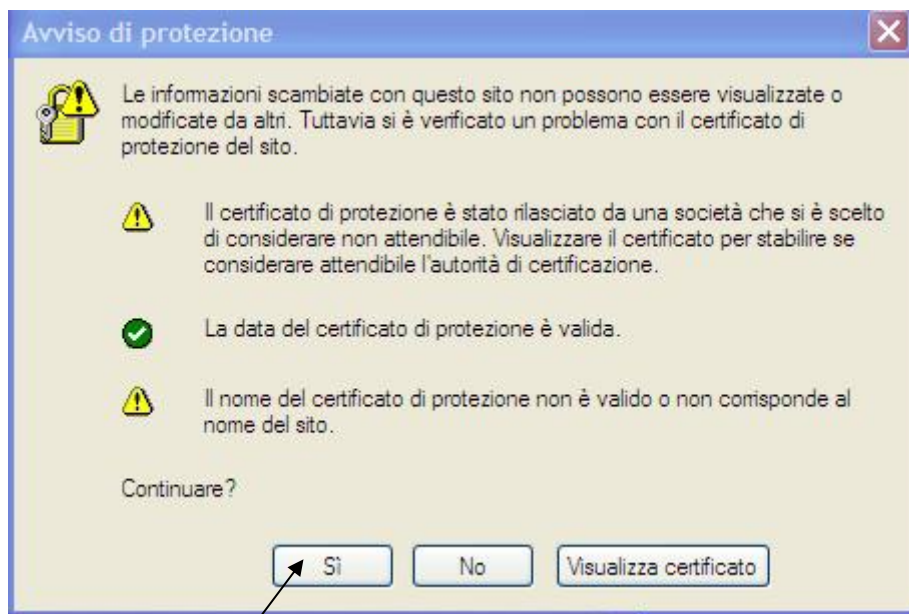 Avviso di protezione
Le informazioni scambiate con questo sito non possono essere visualizzate o
modificate da altri. Tuttavia si è verificato un problema con il certificato di
protezione del sito.
Il certificato di protezione è stato rilasciato da una società che si è scelto
di considerare non attendibile. Visualizzare il certificato per stabilire se
considerare attendibile l'autorità di certificazione.
La data del certificato di protezione è valida.
Il nome del certificato di protezione non è valido o non corrisponde al
nome del sito.
Continuare?
Sì No Visualizza certificato